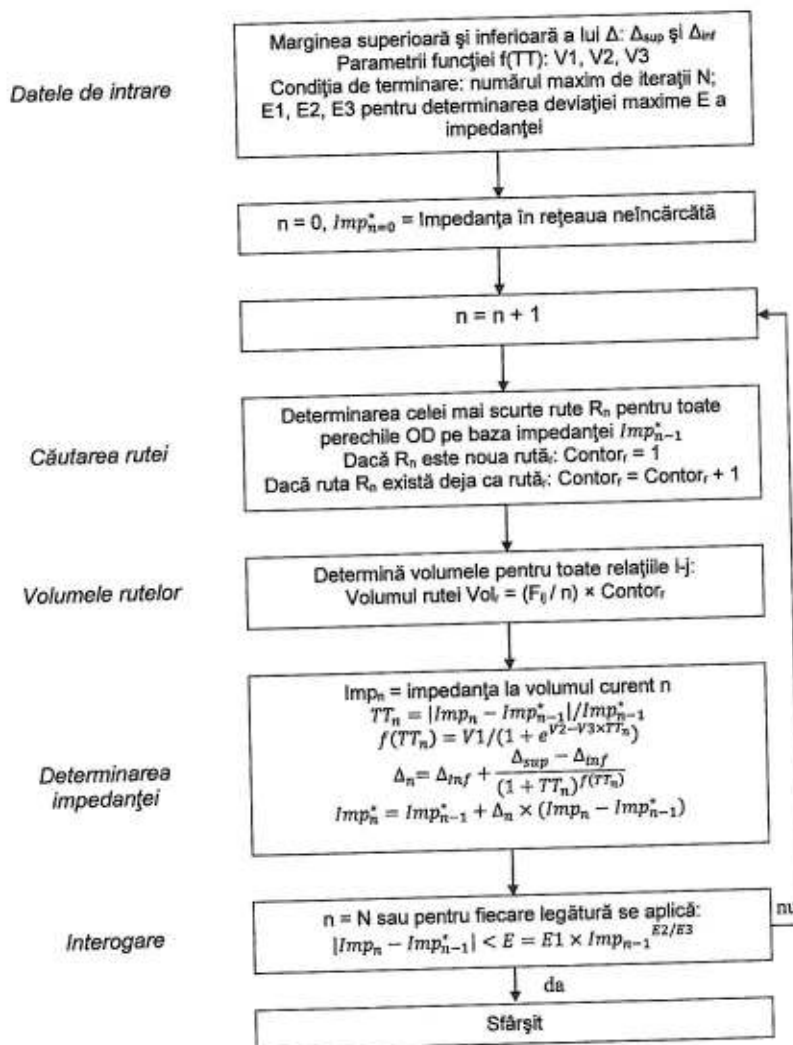 Datele de intrare
Marginea superioară şi inferioară a lui Δ: Δsup şi Δinf
Parametrii funcţiei f(TT): V1, V2, V3
Condiţia de terminare: numărul maxim de iteraţii N;
E1, E2, E3 pentru determinarea deviaţiei maxime E a
impedanţei
n = 0, Imp*ₙ₌₀ = Impedanţa în reţeaua neîncărcată
n = n + 1
Căutarea rutei
Determinarea celei mai scurte rute Rₙ pentru toate
perechile OD pe baza impedanţei Imp*ₙ₋₁
Dacă Rₙ este noua rutăᵣ: Contorᵣ = 1
Dacă ruta Rₙ există deja ca rutăᵣ: Contorᵣ = Contorᵣ + 1
Volumele rutelor
Determină volumele pentru toate relaţiile i-j:
Volumul rutei Volᵣ = (Fij / n) × Contorᵣ
Determinarea
impedanţei
Impₙ = impedanţa la volumul curent n
TTₙ = |Impₙ − Imp*ₙ₋₁|/Imp*ₙ₋₁
f(TTₙ) = V1/(1 + e^(V2−V3×TTₙ))
Δₙ = Δinf + (Δsup − Δinf)/(1 + TTₙ)^f(TTₙ)
Imp*ₙ = Imp*ₙ₋₁ + Δₙ × (Impₙ − Imp*ₙ₋₁)
Interogare
n = N sau pentru fiecare legătură se aplică:
|Impₙ − Imp*ₙ₋₁| < E = E1 × Impₙ₋₁^(E2/E3)
nu
da
Sfârşit